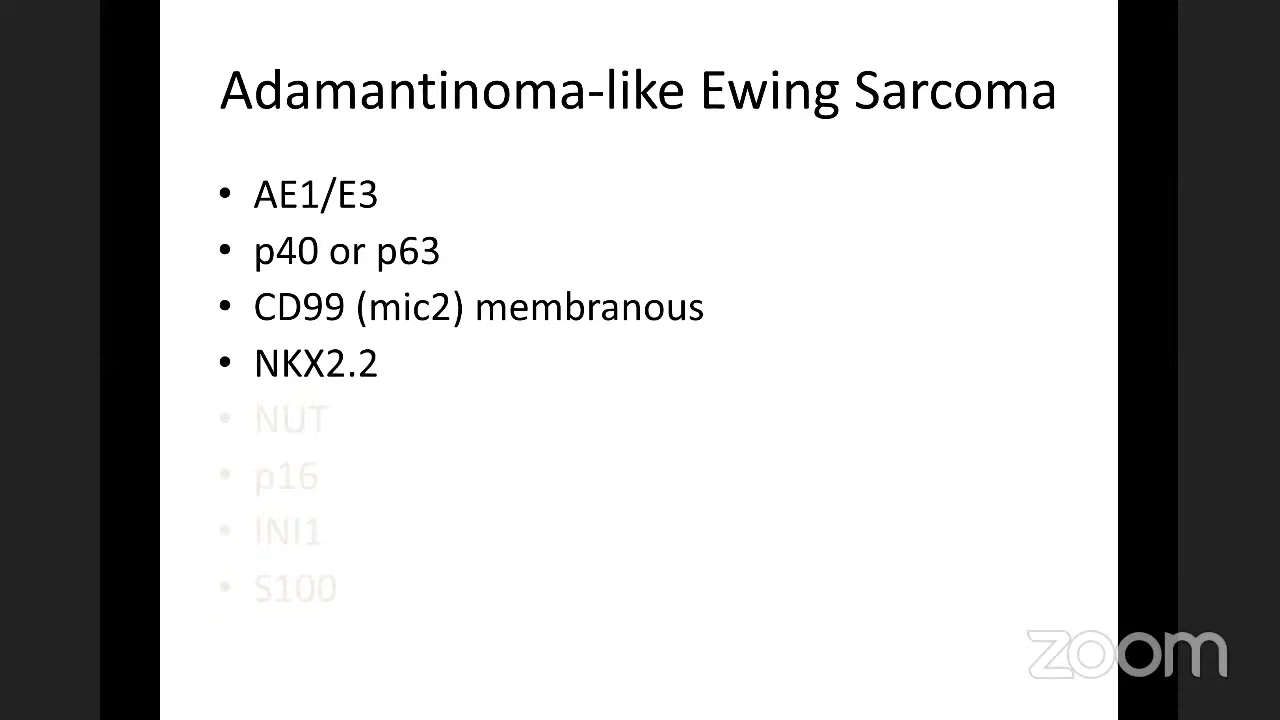 Adamantinoma-like Ewing Sarcoma
• AE1/E3
• p40 or p63
• CD99 (mic2) membranous
• NKX2.2
• NUT
• p16
• INI1
• S100
zoom